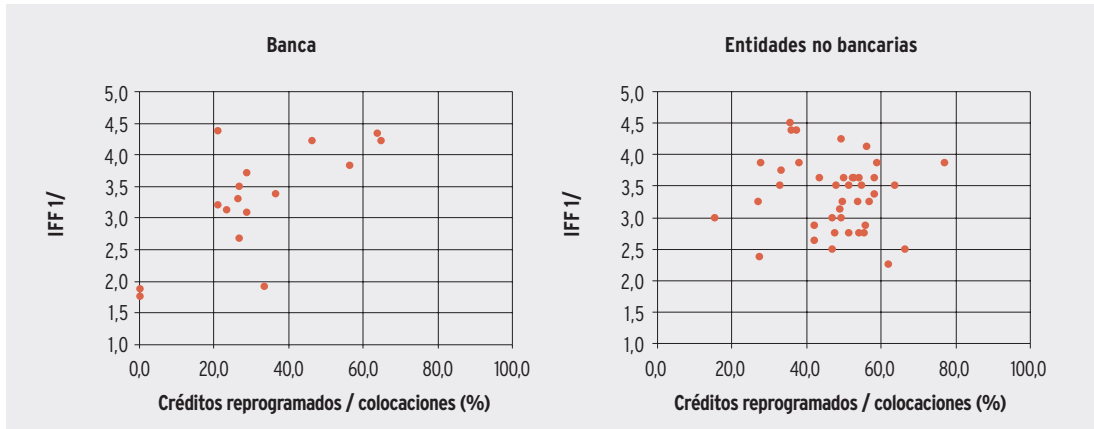 Banca
IFF 1/
5,0
4,5
4,0
3,5
3,0
2,5
2,0
1,5
1,0
0,0 20,0 40,0 60,0 80,0 100,0
Créditos reprogramados / colocaciones (%)
Entidades no bancarias
IFF 1/
5,0
4,5
4,0
3,5
3,0
2,5
2,0
1,5
1,0
0,0 20,0 40,0 60,0 80,0 100,0
Créditos reprogramados / colocaciones (%)